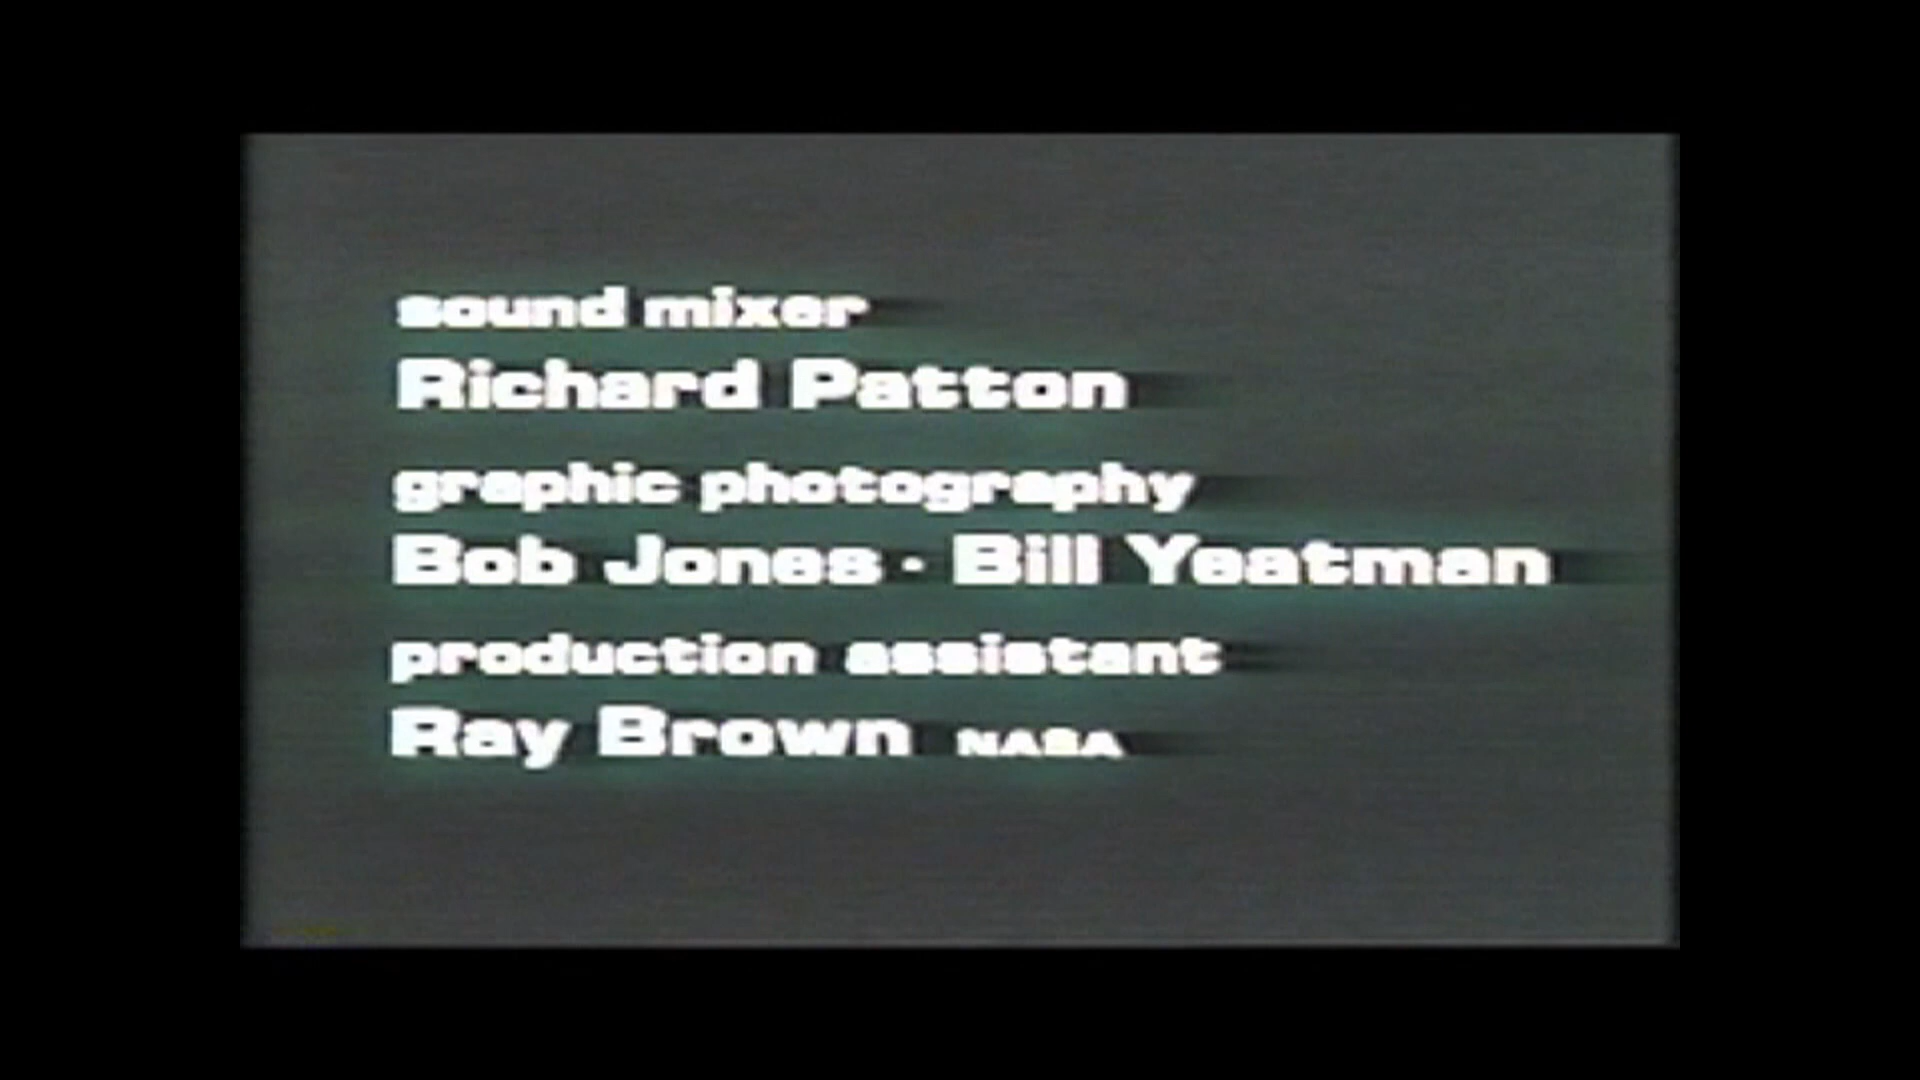 sound mixer
Richard Patton
graphic photography
Bob Jones · Bill Yeatman
production assistant
Ray Brown NASA